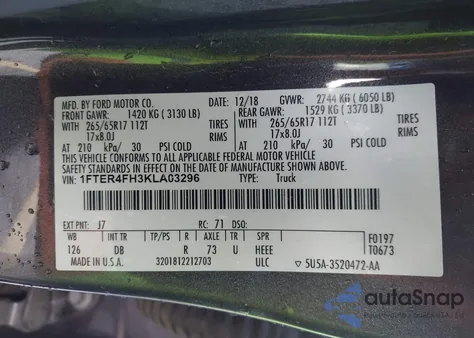 MFD. BY FORD MOTOR CO. 12/18 GVWR: 2744 KG ( 6050 LB)
FRONT GAWR: 1420 KG ( 3130 LB) REAR GAWR: 1529 KG ( 3370 LB)
WITH 265/65R17 112T TIRES WITH 265/65R17 112T TIRES
17x8.0J RIMS 17x8.0J RIMS
AT 210 kPa/ 30 PSI COLD AT 210 kPa/ 30 PSI COLD
THIS VEHICLE CONFORMS TO ALL APPLICABLE FEDERAL MOTOR VEHICLE
SAFETY STANDARDS IN EFFECT ON THE DATE OF MANUFACTURE SHOWN ABOVE.
VIN: 1FTER4FH3KLA03296 TYPE: Truck
EXT PNT: J7 RC: 71 DSO:
WB TP/PS R AXLE TR SPR F0197
126 DB R 73 U HEEE T0673
MADE IN U.S.A. 3201812212703 ULC ▽ 5U5A-3520472-AA
autoSnap